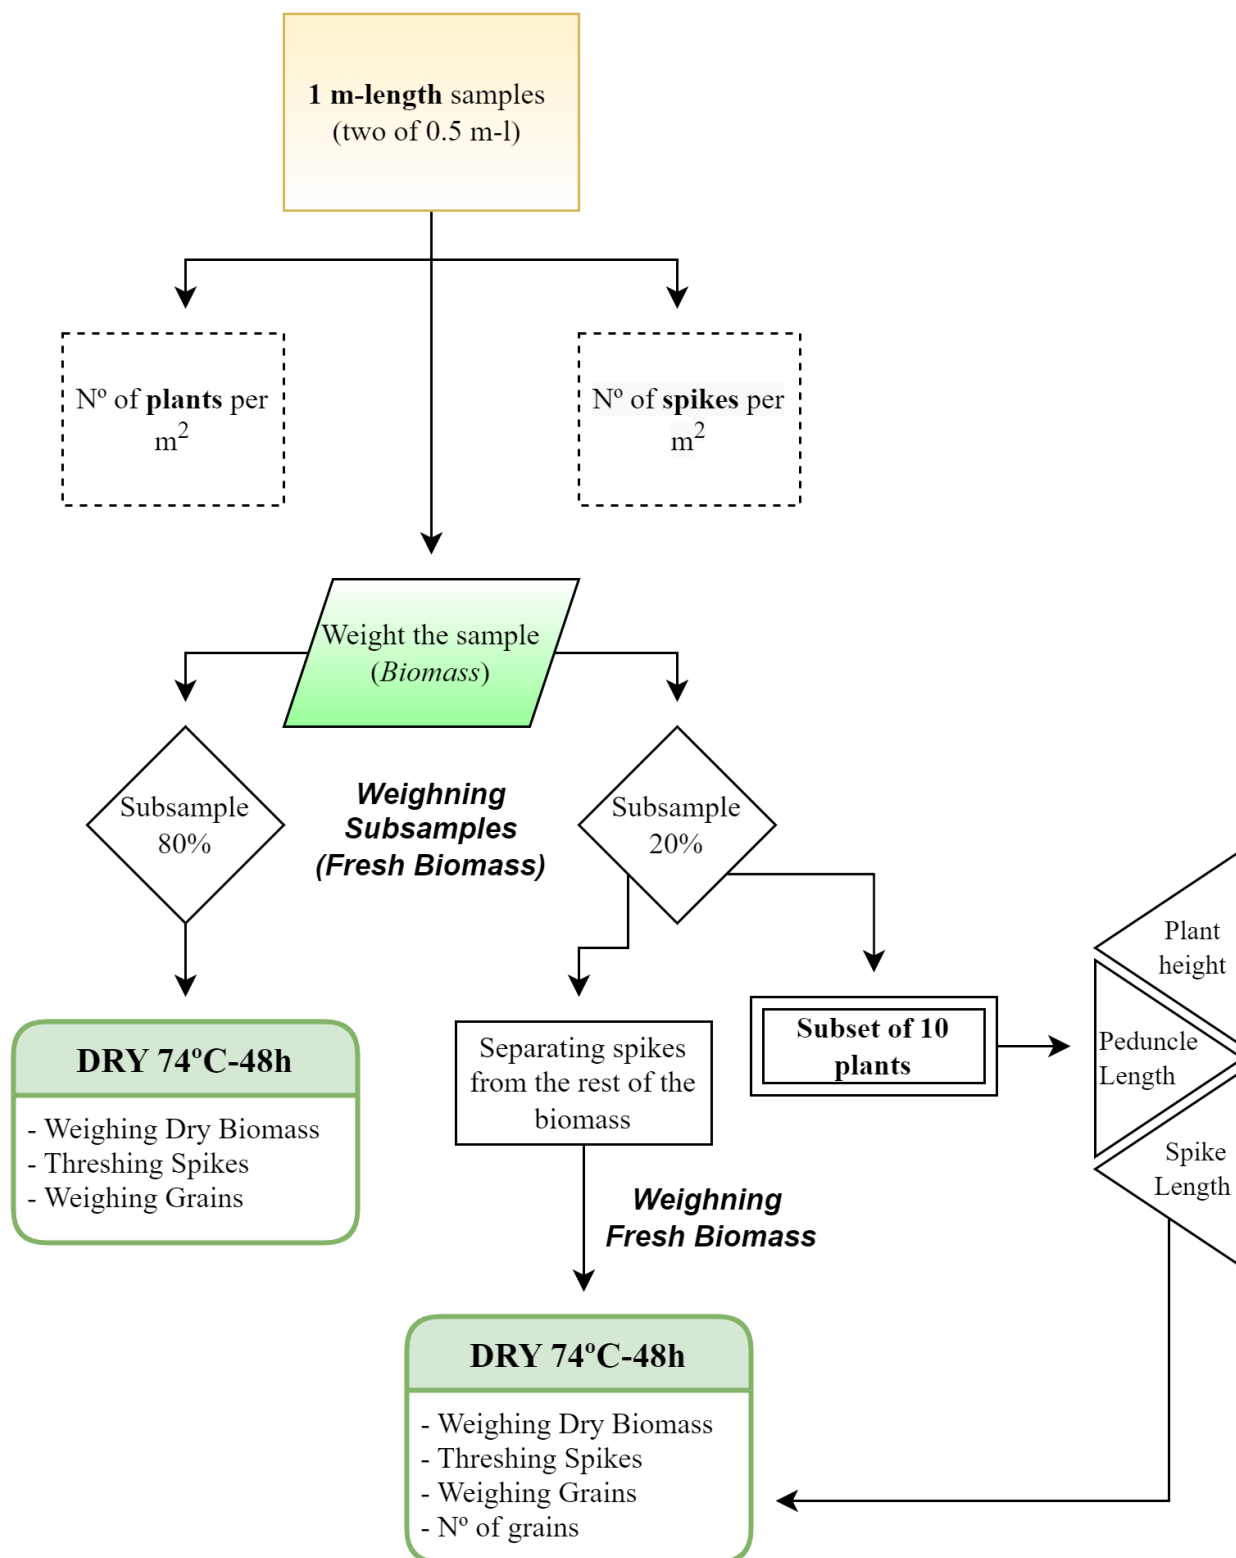 1 m-length samples
(two of 0.5 m-l)
Nº of plants per
m²
Nº of spikes per
m²
Weight the sample
(Biomass)
Subsample
80%
Weighning
Subsamples
(Fresh Biomass)
Subsample
20%
Plant
height
Peduncle
Length
Spike
Length
Subset of 10
plants
Separating spikes
from the rest of the
biomass
DRY 74ºC-48h
- Weighing Dry Biomass
- Threshing Spikes
- Weighing Grains
Weighning
Fresh Biomass
DRY 74ºC-48h
- Weighing Dry Biomass
- Threshing Spikes
- Weighing Grains
- Nº of grains